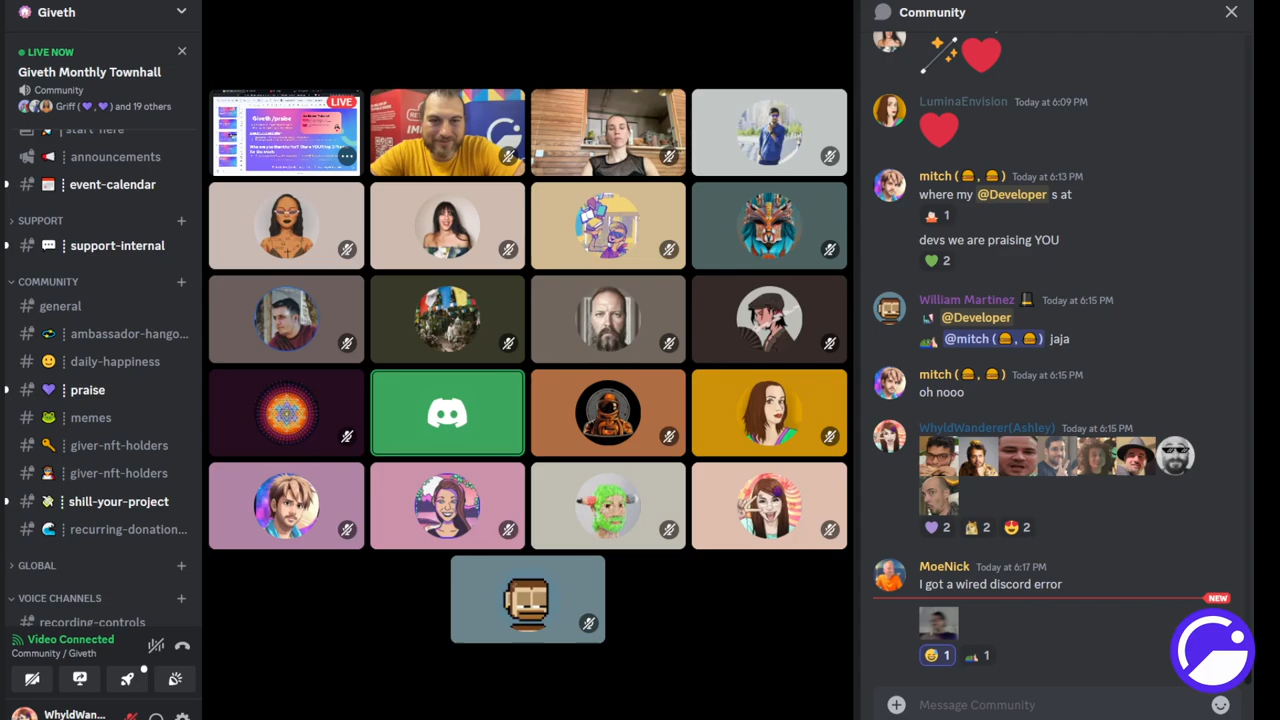 Giveth
LIVE NOW
Giveth Monthly Townhall
Community
Griff (💜,💜) and 19 others
start-here
announcements
event-calendar
SUPPORT
support-internal
COMMUNITY
general
ambassador-hango...
daily-happiness
praise
memes
giver-nft-holders
giver-nft-holders
shill-your-project
recurring-donation...
GLOBAL
VOICE CHANNELS
recording-controls
Video Connected
Community / Giveth
WhyldWan...
LIVE
Giveth /praise
Community
LuminaEnvision Today at 6:09 PM
mitch (🍔,🍔) Today at 6:13 PM
where my @Developer s at
1
devs we are praising YOU
2
William Martinez Today at 6:15 PM
@Developer
@mitch (🍔,🍔) jaja
mitch (🍔,🍔) Today at 6:15 PM
oh nooo
WhyldWanderer(Ashley) Today at 6:15 PM
2 2 2
MoeNick Today at 6:17 PM
I got a wired discord error
NEW
1 1
Message Community